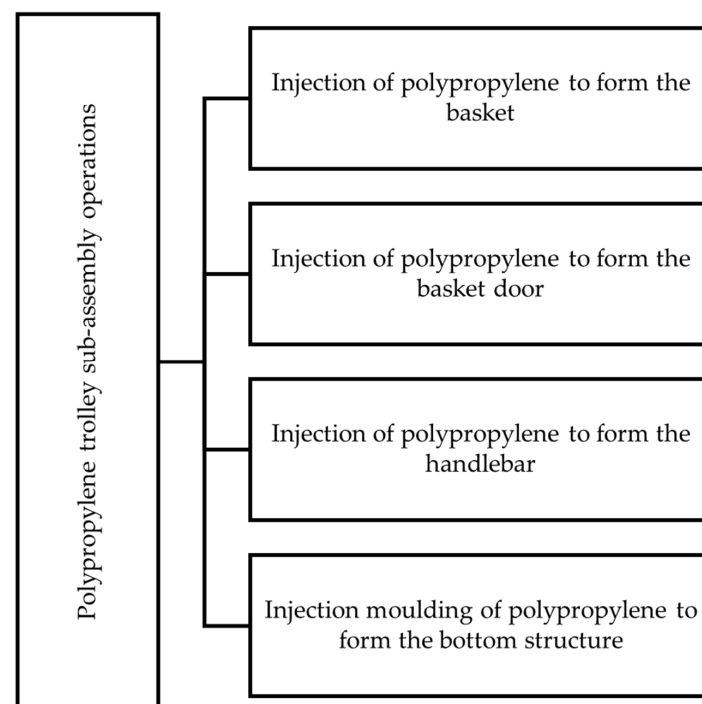 Polypropylene trolley sub-assembly operations
Injection of polypropylene to form the
basket
Injection of polypropylene to form the
basket door
Injection of polypropylene to form the
handlebar
Injection moulding of polypropylene to
form the bottom structure